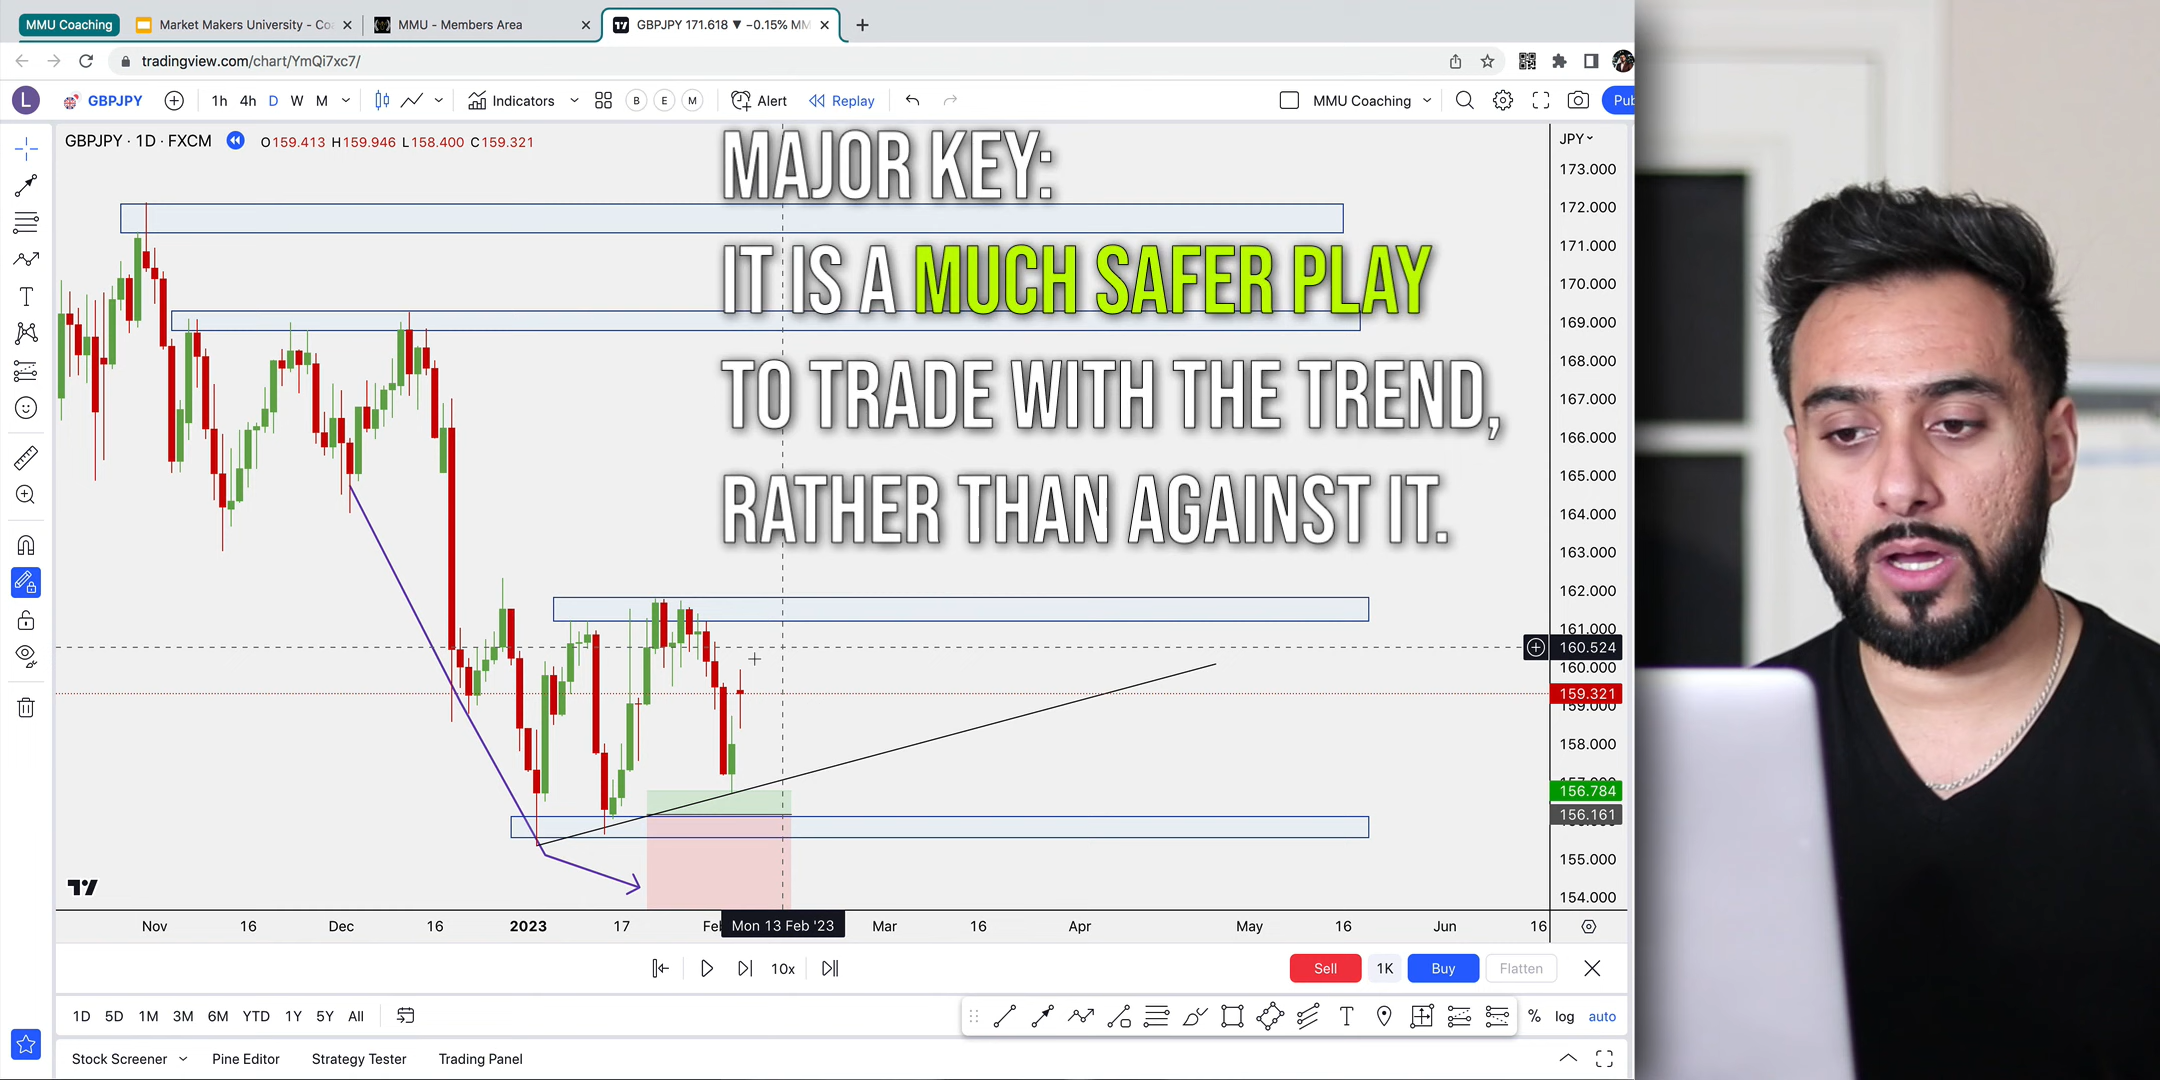 MMU Coaching
Market Makers University - Co
MMU - Members Area
GBPJPY 171.618 ▼ −0.15% MM
tradingview.com/chart/YmQi7xc7/
L
GBPJPY
1h 4h D W M
Indicators
B E M
Alert
Replay
MMU Coaching
Pub
GBPJPY · 1D · FXCM
O159.413 H159.946 L158.400 C159.321
MAJOR KEY:
IT IS A MUCH SAFER PLAY
TO TRADE WITH THE TREND,
RATHER THAN AGAINST IT.
JPY
173.000
172.000
171.000
170.000
169.000
168.000
167.000
166.000
165.000
164.000
163.000
162.000
161.000
160.524
160.000
159.321
159.000
158.000
156.784
156.161
155.000
154.000
Nov 16 Dec 16 2023 17 Mon 13 Feb '23 Mar 16 Apr May 16 Jun 16
10x
Sell 1K Buy Flatten
1D 5D 1M 3M 6M YTD 1Y 5Y All
% log auto
Stock Screener Pine Editor Strategy Tester Trading Panel